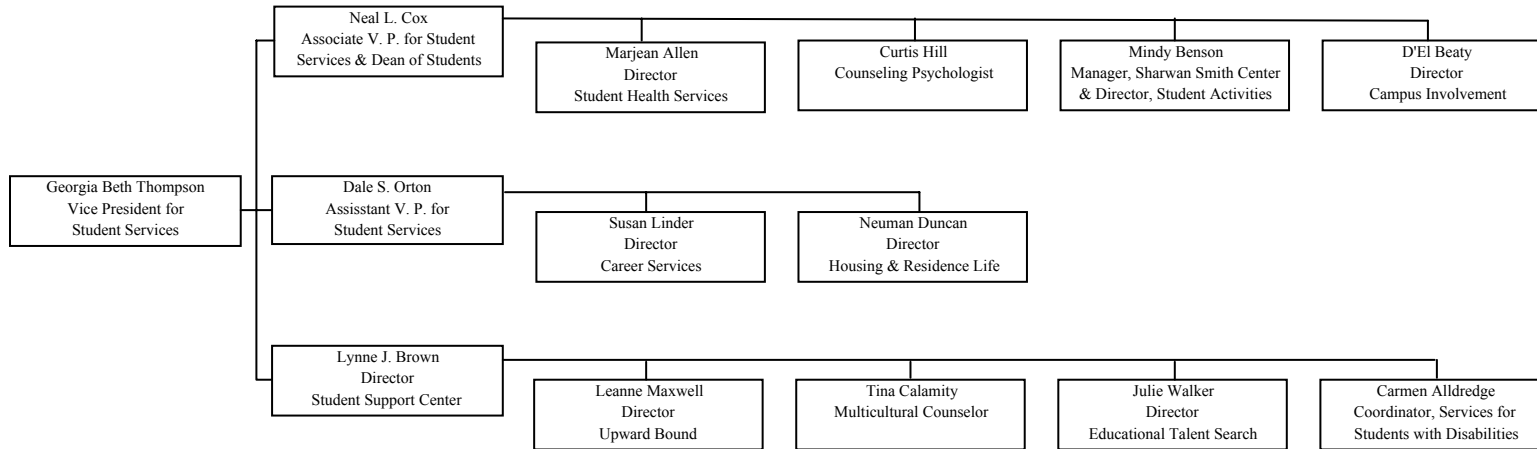 Neal L. Cox
Associate V. P. for Student
Services & Dean of Students
Marjean Allen
Director
Student Health Services
Curtis Hill
Counseling Psychologist
Mindy Benson
Manager, Sharwan Smith Center
& Director, Student Activities
D'El Beaty
Director
Campus Involvement
Georgia Beth Thompson
Vice President for
Student Services
Dale S. Orton
Assisstant V. P. for
Student Services
Susan Linder
Director
Career Services
Neuman Duncan
Director
Housing & Residence Life
Lynne J. Brown
Director
Student Support Center
Leanne Maxwell
Director
Upward Bound
Tina Calamity
Multicultural Counselor
Julie Walker
Director
Educational Talent Search
Carmen Alldredge
Coordinator, Services for
Students with Disabilities